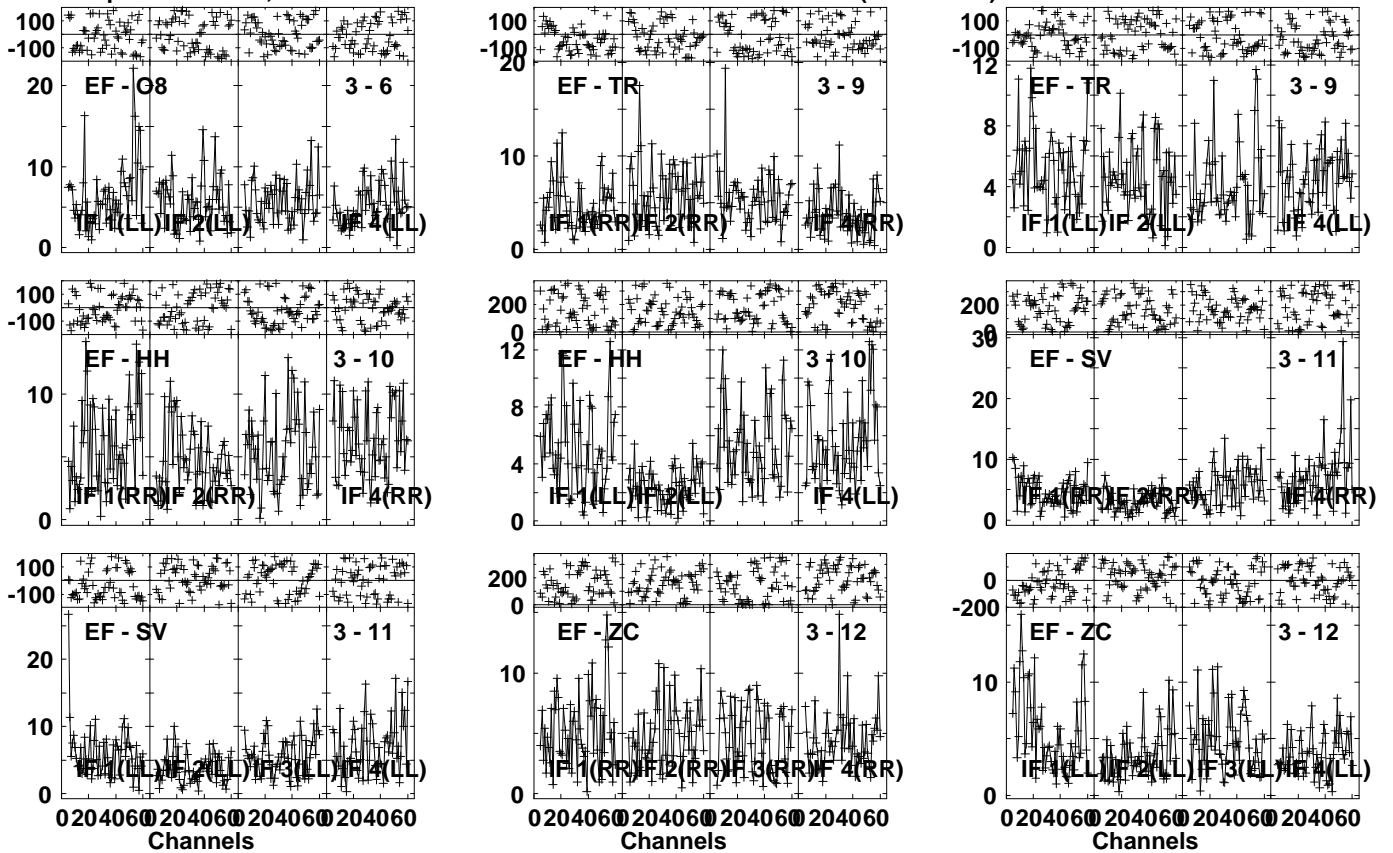 100 100 100
-100 -100 -100
20 12
EF - O8 3 - 6 EF - TR 3 - 9 EF - TR 3 - 9
20
8
10 10
4
IF 1(LL) IF 2(LL) IF 4(LL) IF 1(RR) IF 2(RR) IF 4(RR) IF 1(LL) IF 2(LL) IF 4(LL)
0 0 0
100 200 200
-100 0 0
30
EF - HH 3 - 10 EF - HH 3 - 10 EF - SV 3 - 11
12
10 8 20
4 10
IF 1(RR) IF 2(RR) IF 4(RR) IF 1(LL) IF 2(LL) IF 4(LL) IF 1(RR) IF 2(RR) IF 4(RR)
0 0 0
100 200 0
-100 0 -200
EF - SV 3 - 11 EF - ZC 3 - 12 EF - ZC 3 - 12
20
10 10 10
IF 1(LL) IF 2(LL) IF 3(LL) IF 4(LL) IF 1(RR) IF 2(RR) IF 3(RR) IF 4(RR) IF 1(LL) IF 2(LL) IF 3(LL) IF 4(LL)
0 0 0
0 20 40 60 0 20 40 60 0 20 40 60 0 20 40 60 0 20 40 60 0 20 40 60 0 20 40 60 0 20 40 60 0 20 40 60 0 20 40 60 0 20 40 60 0 20 40 60
Channels Channels Channels